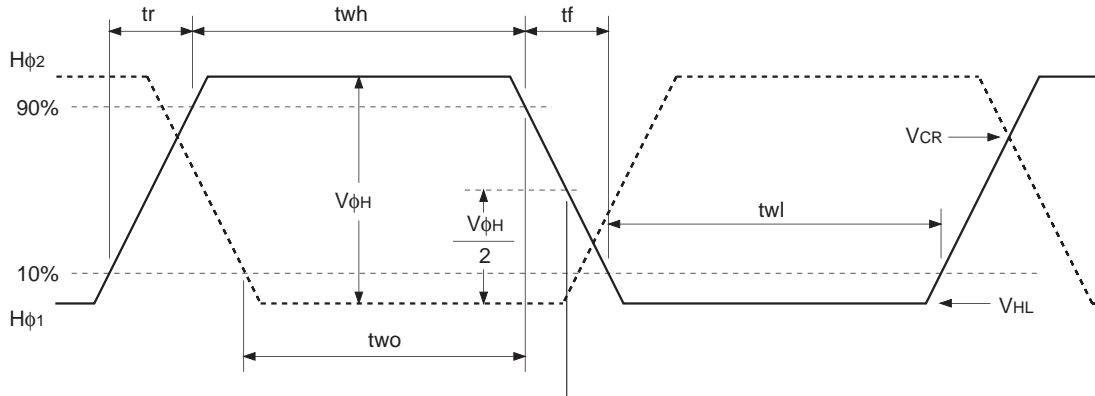 tr
twh
tf
Hϕ2
90%
VCR
VϕH
twl
VϕH
2
10%
VHL
Hϕ1
two